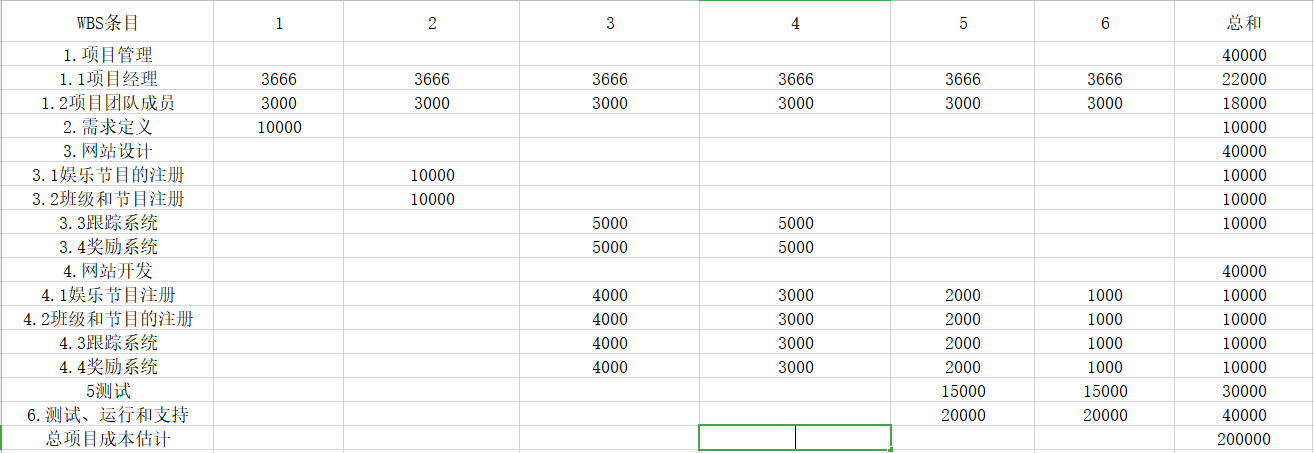 WBS条目 1 2 3 4 5 6 总和
1.项目管理 40000
1.1项目经理 3666 3666 3666 3666 3666 3666 22000
1.2项目团队成员 3000 3000 3000 3000 3000 3000 18000
2.需求定义 10000 10000
3.网站设计 40000
3.1娱乐节目的注册 10000 10000
3.2班级和节目注册 10000 10000
3.3跟踪系统 5000 5000 10000
3.4奖励系统 5000 5000
4.网站开发 40000
4.1娱乐节目注册 4000 3000 2000 1000 10000
4.2班级和节目的注册 4000 3000 2000 1000 10000
4.3跟踪系统 4000 3000 2000 1000 10000
4.4奖励系统 4000 3000 2000 1000 10000
5测试 15000 15000 30000
6.测试、运行和支持 20000 20000 40000
总项目成本估计 200000